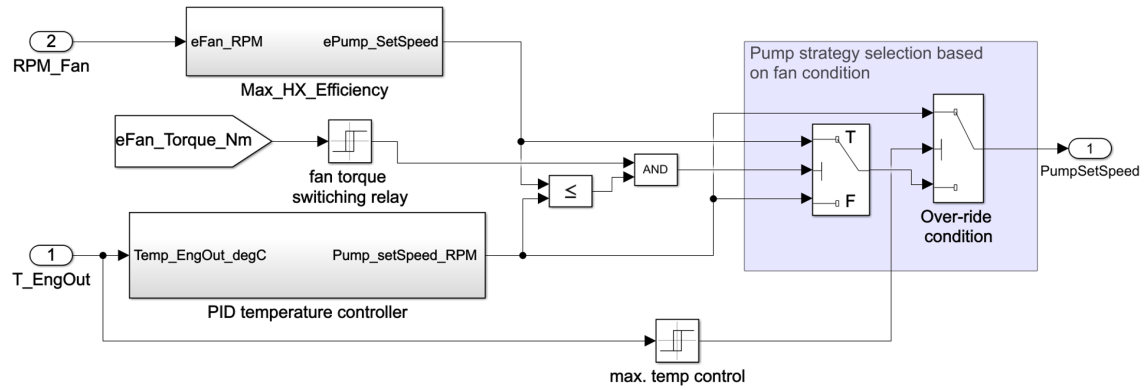 2
RPM_Fan
eFan_RPM
ePump_SetSpeed
Max_HX_Efficiency
eFan_Torque_Nm
fan torque
switiching relay
≤
AND
Pump strategy selection based
on fan condition
T
F
Over-ride
condition
1
PumpSetSpeed
1
T_EngOut
Temp_EngOut_degC
Pump_setSpeed_RPM
PID temperature controller
max. temp control